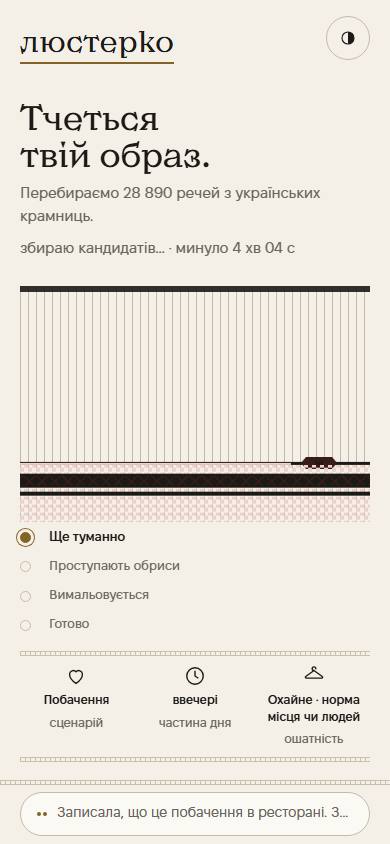 люстерко
Тчеться
твій образ.
Перебираємо 28 890 речей з українських
крамниць.
збираю кандидатів... · минуло 4 хв 04 с
Ще туманно
Проступають обриси
Вимальовується
Готово
Побачення
сценарій
ввечері
частина дня
Охайне · норма
місця чи людей
ошатність
Записала, що це побачення в ресторані. З...